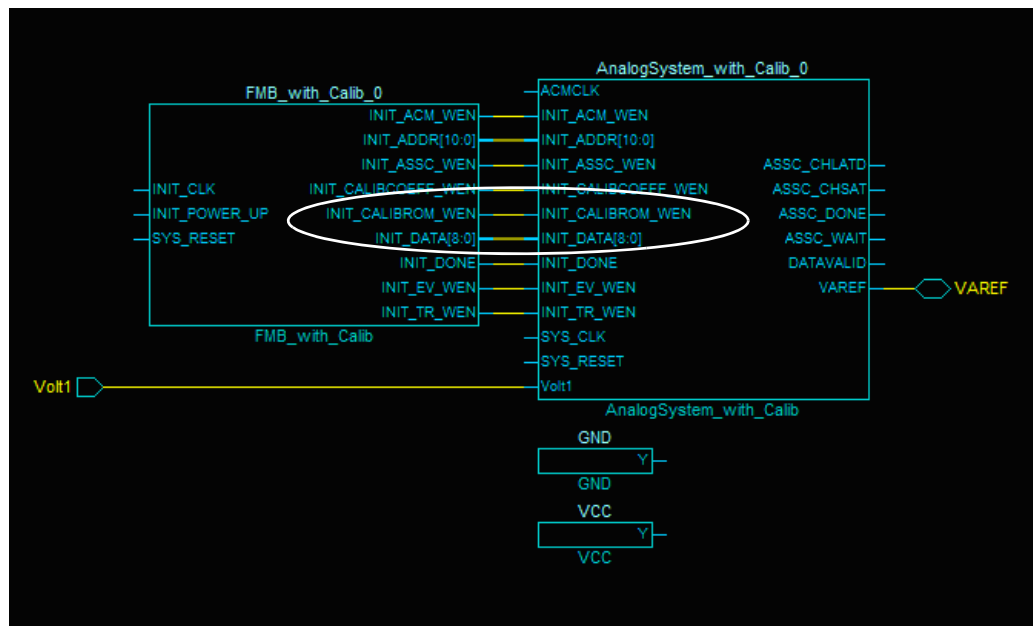 AnalogSystem_with_Calib_0
FMB_with_Calib_0
ACMCLK
INIT_ACM_WEN INIT_ACM_WEN
INIT_ADDR[10:0] INIT_ADDR[10:0]
INIT_ASSC_WEN INIT_ASSC_WEN ASSC_CHLATD
INIT_CLK INIT_CALIBCOEFF_WEN INIT_CALIBCOEFF_WEN ASSC_CHSAT
INIT_POWER_UP INIT_CALIBROM_WEN INIT_CALIBROM_WEN ASSC_DONE
SYS_RESET INIT_DATA[8:0] INIT_DATA[8:0] ASSC_WAIT
INIT_DONE INIT_DONE DATAVALID
INIT_EV_WEN INIT_EV_WEN VAREF VAREF
INIT_TR_WEN INIT_TR_WEN
FMB_with_Calib SYS_CLK
SYS_RESET
Volt1 Volt1
AnalogSystem_with_Calib
GND
Y
GND
VCC
Y
VCC